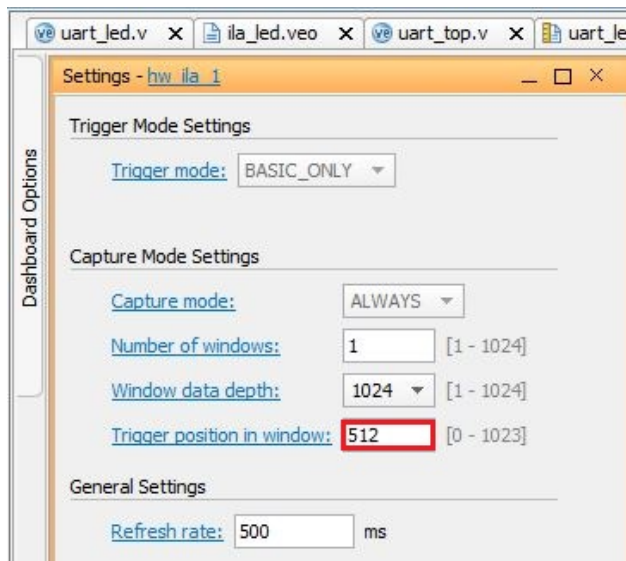 uart_led.v x ila_led.veo x uart_top.v x uart_le
Settings - hw_ila_1
Dashboard Options
Trigger Mode Settings
Trigger mode: BASIC_ONLY
Capture Mode Settings
Capture mode: ALWAYS
Number of windows: 1 [1 - 1024]
Window data depth: 1024 [1 - 1024]
Trigger position in window: 512 [0 - 1023]
General Settings
Refresh rate: 500 ms